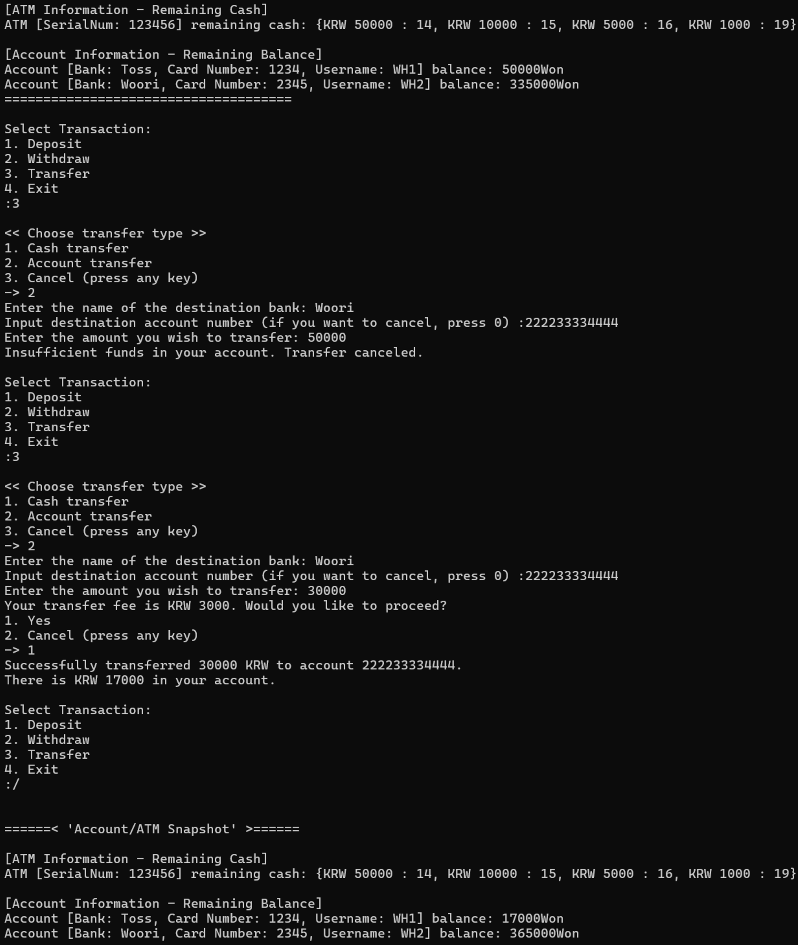 [ATM Information - Remaining Cash]
ATM [SerialNum: 123456] remaining cash: {KRW 50000 : 14, KRW 10000 : 15, KRW 5000 : 16, KRW 1000 : 19}
[Account Information - Remaining Balance]
Account [Bank: Toss, Card Number: 1234, Username: WH1] balance: 50000Won
Account [Bank: Woori, Card Number: 2345, Username: WH2] balance: 335000Won
=====================================
Select Transaction:
1. Deposit
2. Withdraw
3. Transfer
4. Exit
:3
<< Choose transfer type >>
1. Cash transfer
2. Account transfer
3. Cancel (press any key)
-> 2
Enter the name of the destination bank: Woori
Input destination account number (if you want to cancel, press 0) :222233334444
Enter the amount you wish to transfer: 50000
Insufficient funds in your account. Transfer canceled.
Select Transaction:
1. Deposit
2. Withdraw
3. Transfer
4. Exit
:3
<< Choose transfer type >>
1. Cash transfer
2. Account transfer
3. Cancel (press any key)
-> 2
Enter the name of the destination bank: Woori
Input destination account number (if you want to cancel, press 0) :222233334444
Enter the amount you wish to transfer: 30000
Your transfer fee is KRW 3000. Would you like to proceed?
1. Yes
2. Cancel (press any key)
-> 1
Successfully transferred 30000 KRW to account 222233334444.
There is KRW 17000 in your account.
Select Transaction:
1. Deposit
2. Withdraw
3. Transfer
4. Exit
:/
======< 'Account/ATM Snapshot' >======
[ATM Information - Remaining Cash]
ATM [SerialNum: 123456] remaining cash: {KRW 50000 : 14, KRW 10000 : 15, KRW 5000 : 16, KRW 1000 : 19}
[Account Information - Remaining Balance]
Account [Bank: Toss, Card Number: 1234, Username: WH1] balance: 17000Won
Account [Bank: Woori, Card Number: 2345, Username: WH2] balance: 365000Won